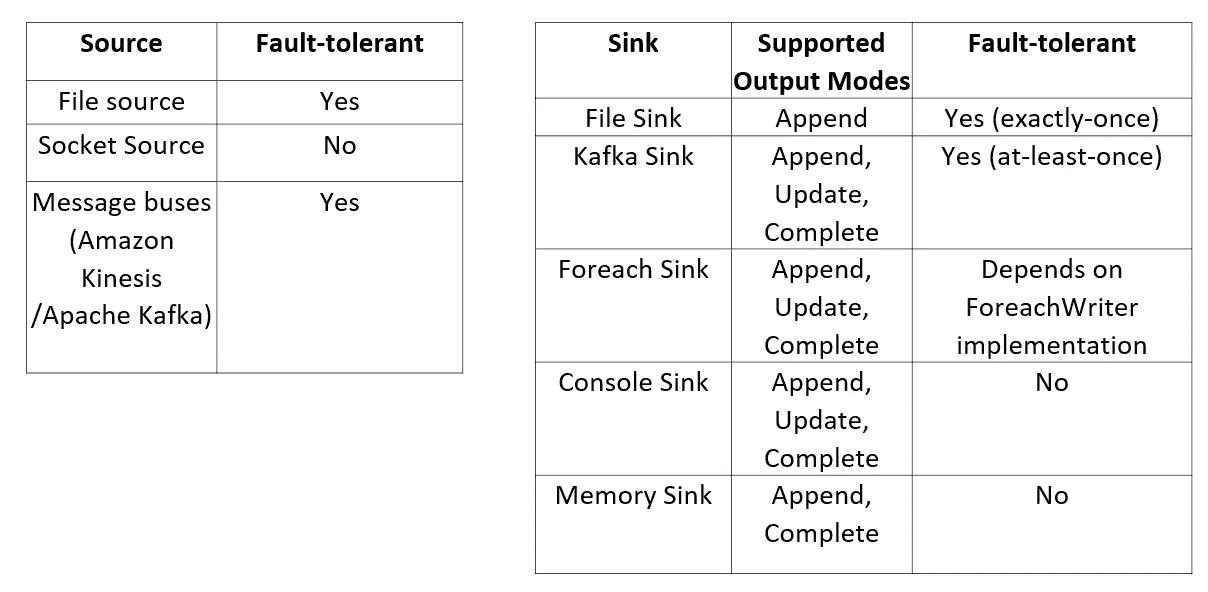 Source Fault-tolerant
File source Yes
Socket Source No
Message buses Yes
(Amazon
Kinesis
/Apache Kafka)
Sink Supported Fault-tolerant
Output Modes
File Sink Append Yes (exactly-once)
Kafka Sink Append, Yes (at-least-once)
Update,
Complete
Foreach Sink Append, Depends on
Update, ForeachWriter
Complete implementation
Console Sink Append, No
Update,
Complete
Memory Sink Append, No
Complete